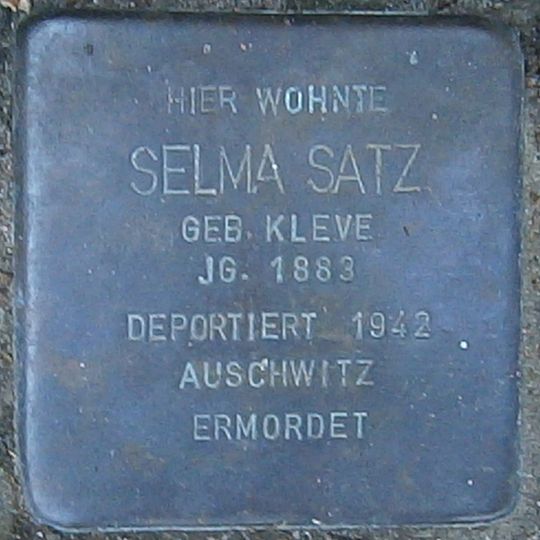 HIER WOHNTE
SELMA SATZ
GEB. KLEVE
JG. 1883
DEPORTIERT 1942
AUSCHWITZ
ERMORDET